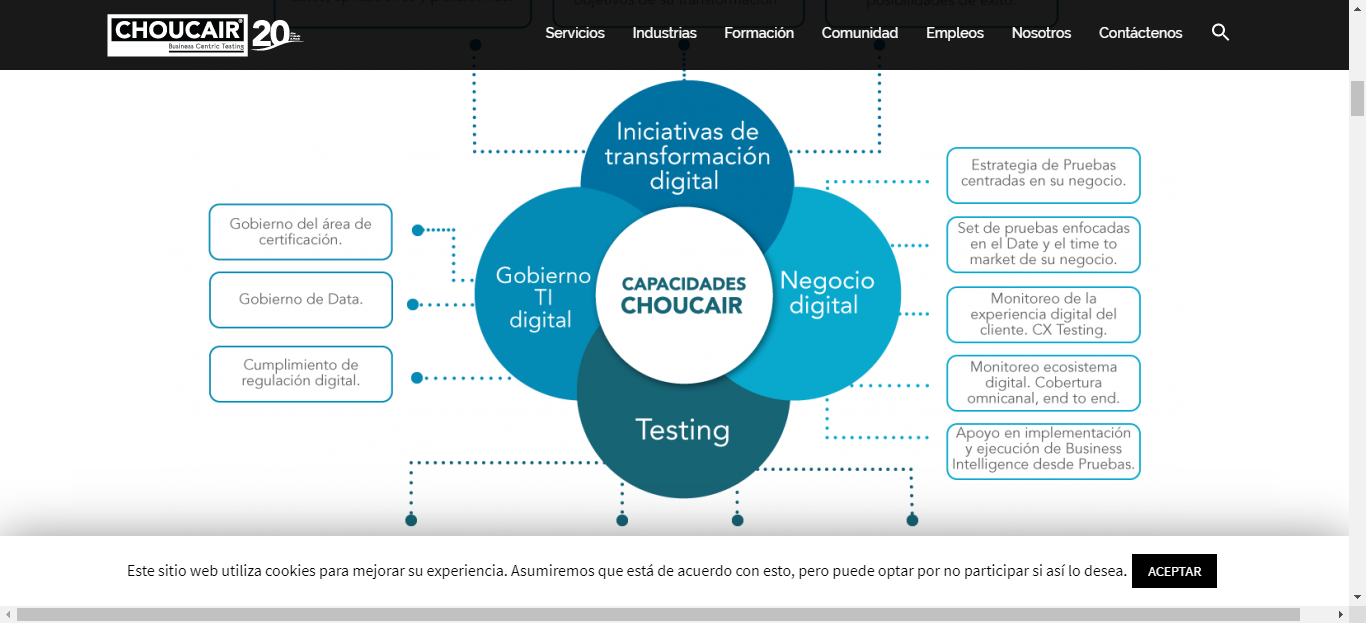 objetivos de su transformación
posibilidades de éxito.
CHOUCAIR
Business Centric Testing
20
Servicios
Industrias
Formación
Comunidad
Empleos
Nosotros
Contáctenos
Iniciativas de
transformación
digital
Gobierno del área de
certificación.
Gobierno de Data.
Cumplimiento de
regulación digital.
Gobierno
TI
digital
CAPACIDADES
CHOUCAIR
Negocio
digital
Testing
Estrategia de Pruebas
centradas en su negocio.
Set de pruebas enfocadas
en el Date y el time to
market de su negocio.
Monitoreo de la
experiencia digital del
cliente. CX Testing.
Monitoreo ecosistema
digital. Cobertura
omnicanal, end to end.
Apoyo en implementación
y ejecución de Business
Intelligence desde Pruebas.
Este sitio web utiliza cookies para mejorar su experiencia. Asumiremos que está de acuerdo con esto, pero puede optar por no participar si así lo desea.
ACEPTAR